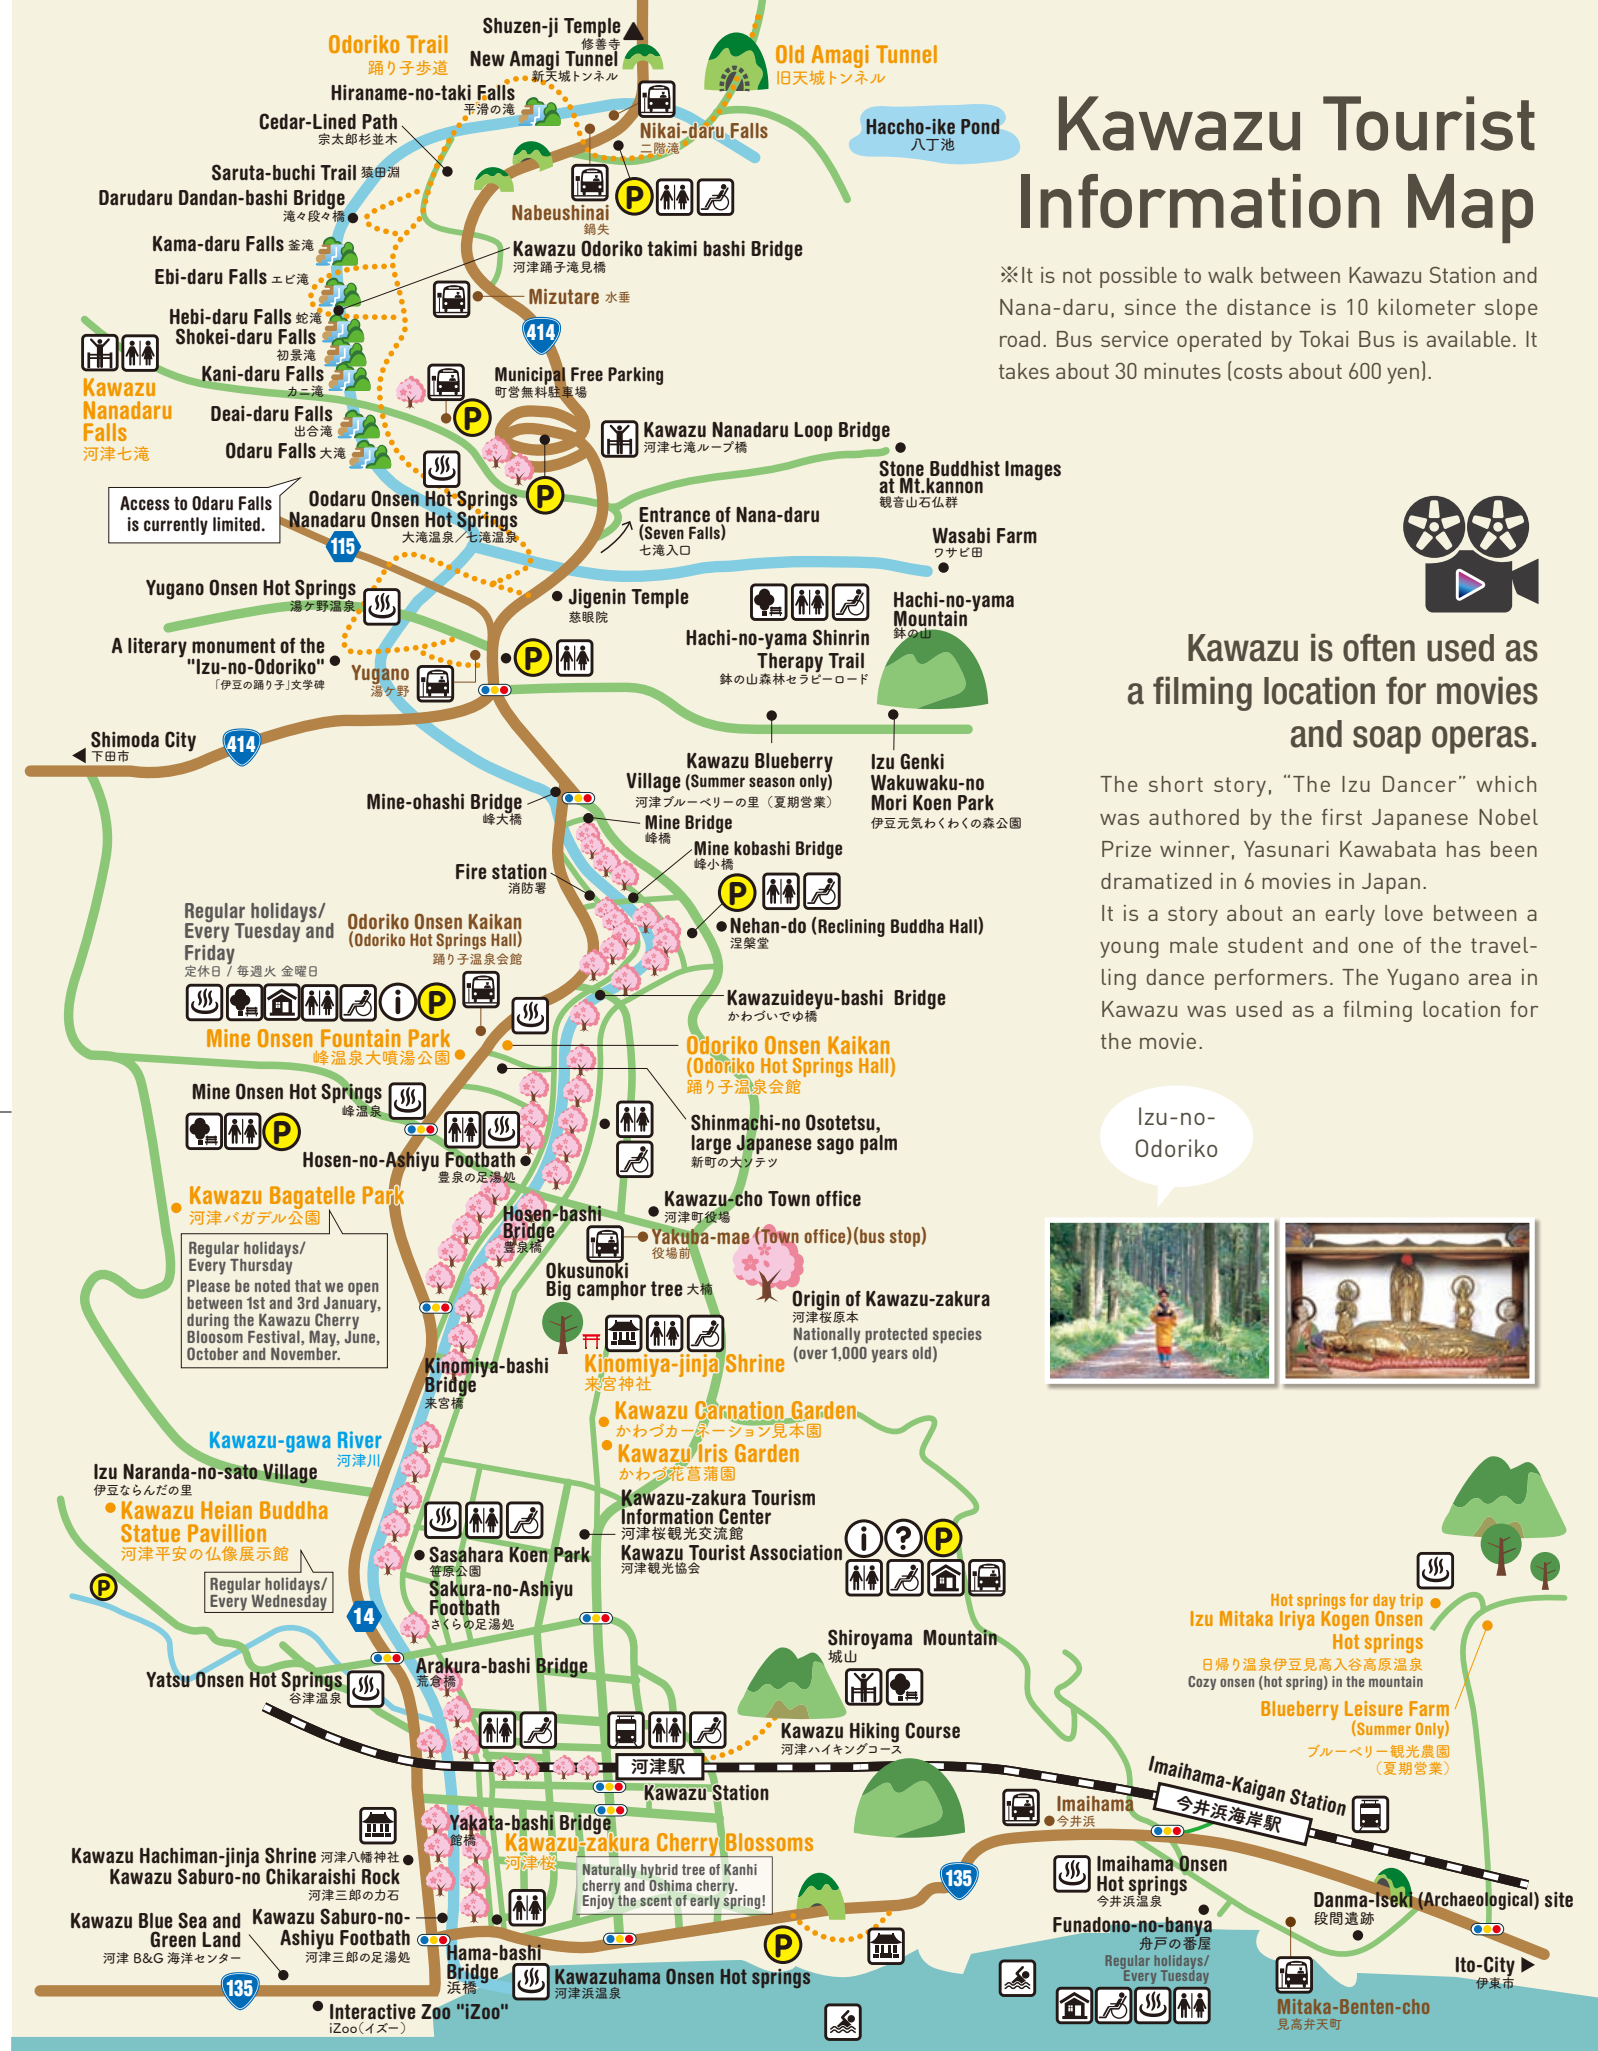 Kawazu Tourist
Information Map
※It is not possible to walk between Kawazu Station and
Nana-daru, since the distance is 10 kilometer slope
road. Bus service operated by Tokai Bus is available. It
takes about 30 minutes (costs about 600 yen).
Kawazu is often used as
a filming location for movies
and soap operas.
The short story, “The Izu Dancer” which
was authored by the first Japanese Nobel
Prize winner, Yasunari Kawabata has been
dramatized in 6 movies in Japan.
It is a story about an early love between a
young male student and one of the travel-
ling dance performers. The Yugano area in
Kawazu was used as a filming location for
the movie.
Izu-no-
Odoriko
Shuzen-ji Temple
修善寺
New Amagi Tunnel
新天城トンネル
Odoriko Trail
踊り子歩道
Old Amagi Tunnel
旧天城トンネル
Hiraname-no-taki Falls
平滑の滝
Cedar-Lined Path
宗太郎杉並木
Nikai-daru Falls
二階滝
Haccho-ike Pond
八丁池
Saruta-buchi Trail 猿田淵
Darudaru Dandan-bashi Bridge
滝々段々橋
P
Nabeushinai
鍋失
Kama-daru Falls 釜滝
Kawazu Odoriko takimi bashi Bridge
河津踊子滝見橋
Ebi-daru Falls エビ滝
Mizutare 水垂
Hebi-daru Falls 蛇滝
Shokei-daru Falls
初景滝
414
Kani-daru Falls
カニ滝
Kawazu
Nanadaru
Falls
河津七滝
Municipal Free Parking
町営無料駐車場
P
Deai-daru Falls
出合滝
Odaru Falls 大滝
Kawazu Nanadaru Loop Bridge
河津七滝ループ橋
Stone Buddhist Images
at Mt.kannon
観音山石仏群
Access to Odaru Falls
is currently limited.
Oodaru Onsen Hot Springs
Nanadaru Onsen Hot Springs
大滝温泉／七滝温泉
P
Entrance of Nana-daru
(Seven Falls)
七滝入口
115
Wasabi Farm
ワサビ田
Yugano Onsen Hot Springs
湯ケ野温泉
Jigenin Temple
慈眼院
Hachi-no-yama
Mountain
鉢の山
Hachi-no-yama Shinrin
Therapy Trail
鉢の山森林セラピーロード
A literary monument of the
"Izu-no-Odoriko"
「伊豆の踊り子」文学碑
Yugano
湯ケ野
P
Shimoda City
下田市
414
Kawazu Blueberry
Village (Summer season only)
河津ブルーベリーの里（夏期営業）
Izu Genki
Wakuwaku-no
Mori Koen Park
伊豆元気わくわくの森公園
Mine-ohashi Bridge
峰大橋
Mine Bridge
峰橋
Mine kobashi Bridge
峰小橋
Fire station
消防署
P
Nehan-do (Reclining Buddha Hall)
涅槃堂
Regular holidays/
Every Tuesday and
Friday
定休日 / 毎週火 金曜日
Odoriko Onsen Kaikan
(Odoriko Hot Springs Hall)
踊り子温泉会館
i
P
Kawazuideyu-bashi Bridge
かわづいでゆ橋
Mine Onsen Fountain Park
峰温泉大噴湯公園
Odoriko Onsen Kaikan
(Odoriko Hot Springs Hall)
踊り子温泉会館
Mine Onsen Hot Springs
峰温泉
P
Shinmachi-no Osotetsu,
large Japanese sago palm
新町の大ソテツ
Hosen-no-Ashiyu Footbath
豊泉の足湯処
Kawazu Bagatelle Park
河津バガテル公園
Regular holidays/
Every Thursday
Please be noted that we open
between 1st and 3rd January,
during the Kawazu Cherry
Bloosom Festival, May, June,
October and November.
Hosen-bashi
Bridge
豊泉橋
Kawazu-cho Town office
河津町役場
Yakuba-mae (Town office)(bus stop)
役場前
Okusunoki
Big camphor tree 大楠
Origin of Kawazu-zakura
河津桜原本
Nationally protected species
(over 1,000 years old)
Kinomiya-bashi
Bridge
来宮橋
Kinomiya-jinja Shrine
来宮神社
Kawazu Carnation Garden
かわづカーネーション見本園
Kawazu Iris Garden
かわづ花菖蒲園
Kawazu-gawa River
河津川
Izu Naranda-no-sato Village
伊豆ならんだの里
Kawazu Heian Buddha
Statue Pavillion
河津平安の仏像展示館
Regular holidays/
Every Wednesday
P
Kawazu-zakura Tourism
Information Center
河津桜観光交流館
Kawazu Tourist Association
河津観光協会
i ? P
Sasahara Koen Park
笹原公園
Sakura-no-Ashiyu
Footbath
さくらの足湯処
14
Arakura-bashi Bridge
荒倉橋
Yatsu Onsen Hot Springs
谷津温泉
Shiroyama Mountain
城山
Kawazu Hiking Course
河津ハイキングコース
Hot springs for day trip
Izu Mitaka Iriya Kogen Onsen
Hot springs
日帰り温泉伊豆見高入谷高原温泉
Cozy onsen (hot spring) in the mountain
Blueberry Leisure Farm
(Summer Only)
ブルーベリー観光農園
（夏期営業）
河津駅
Kawazu Station
Imaihama-Kaigan Station
今井浜海岸駅
Imaihama
今井浜
Yakata-bashi Bridge
館橋
Kawazu-zakura Cherry Blossoms
河津桜
Naturally hybrid tree of Kanhi
cherry and Oshima cherry.
Enjoy the scent of early spring!
Kawazu Hachiman-jinja Shrine 河津八幡神社
Kawazu Saburo-no Chikaraishi Rock
河津三郎の力石
135
Imaihama Onsen
Hot springs
今井浜温泉
Danma-Iseki (Archaeological) site
段間遺跡
Kawazu Blue Sea and
Green Land
河津 B&G 海洋センター
Kawazu Saburo-no-
Ashiyu Footbath
河津三郎の足湯処
Hama-bashi
Bridge
浜橋
P
Funadono-no-banya
舟戸の番屋
Regular holidays/
Every Tuesday
Ito-City
伊東市
135
Kawazuhama Onsen Hot springs
河津浜温泉
Interactive Zoo "iZoo"
iZoo（イズー）
Mitaka-Benten-cho
見高弁天町